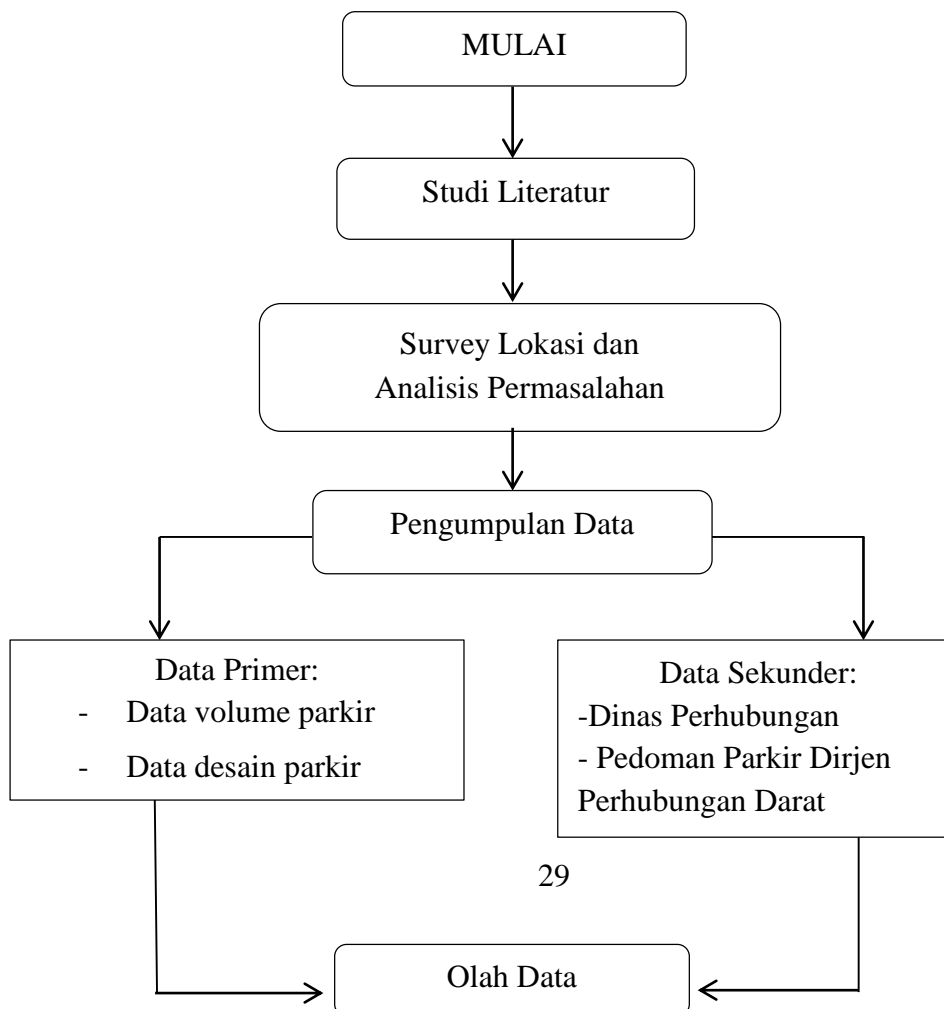 MULAI
Studi Literatur
Survey Lokasi dan
Analisis Permasalahan
Pengumpulan Data
Data Primer:
- Data volume parkir
- Data desain parkir
Data Sekunder:
-Dinas Perhubungan
- Pedoman Parkir Dirjen
Perhubungan Darat
29
Olah Data